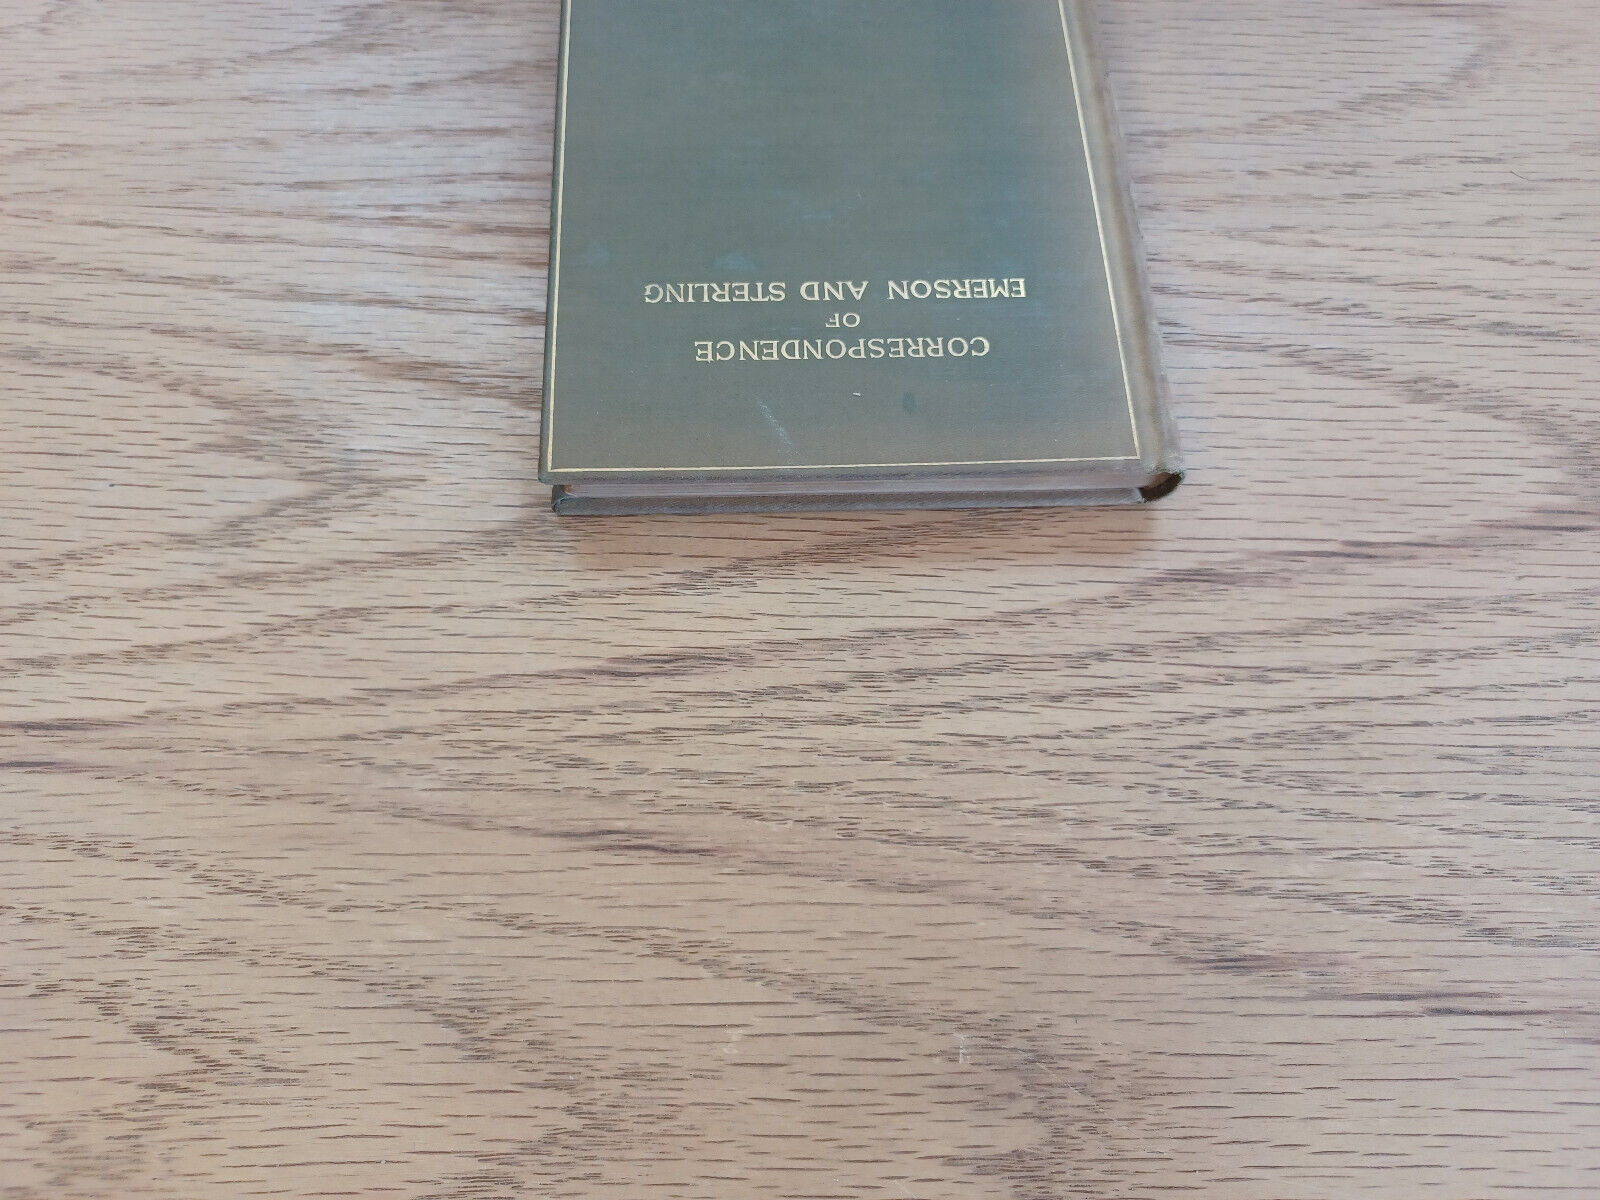 CORRESPONDENCE
OF
EMERSON AND STERLING